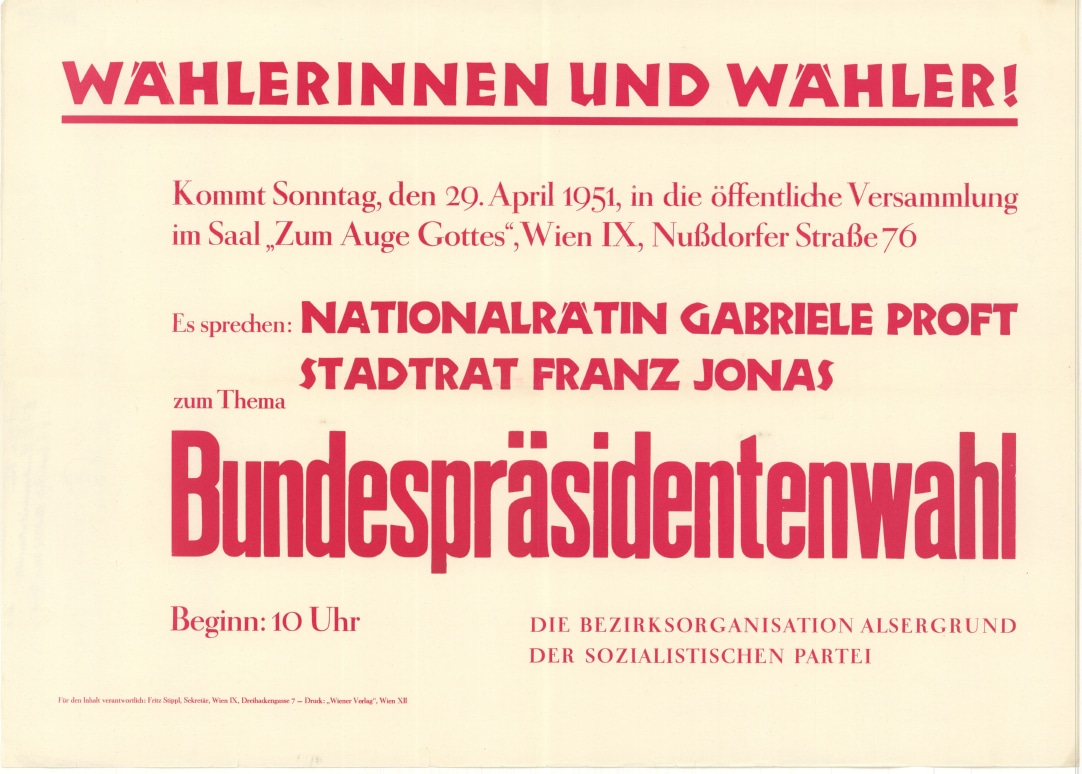 WÄHLERINNEN UND WÄHLER!
Kommt Sonntag, den 29. April 1951, in die öffentliche Versammlung
im Saal „Zum Auge Gottes“, Wien IX, Nußdorfer Straße 76
Es sprechen: NATIONALRÄTIN GABRIELE PROFT
STADTRAT FRANZ JONAS
zum Thema
Bundespräsidentenwahl
Beginn: 10 Uhr
DIE BEZIRKSORGANISATION ALSERGRUND
DER SOZIALISTISCHEN PARTEI
Für den Inhalt verantwortlich: Fritz Stüppl, Sekretär, Wien IX, Dreihackengasse 7 – Druck: „Wiener Verlag“, Wien XII